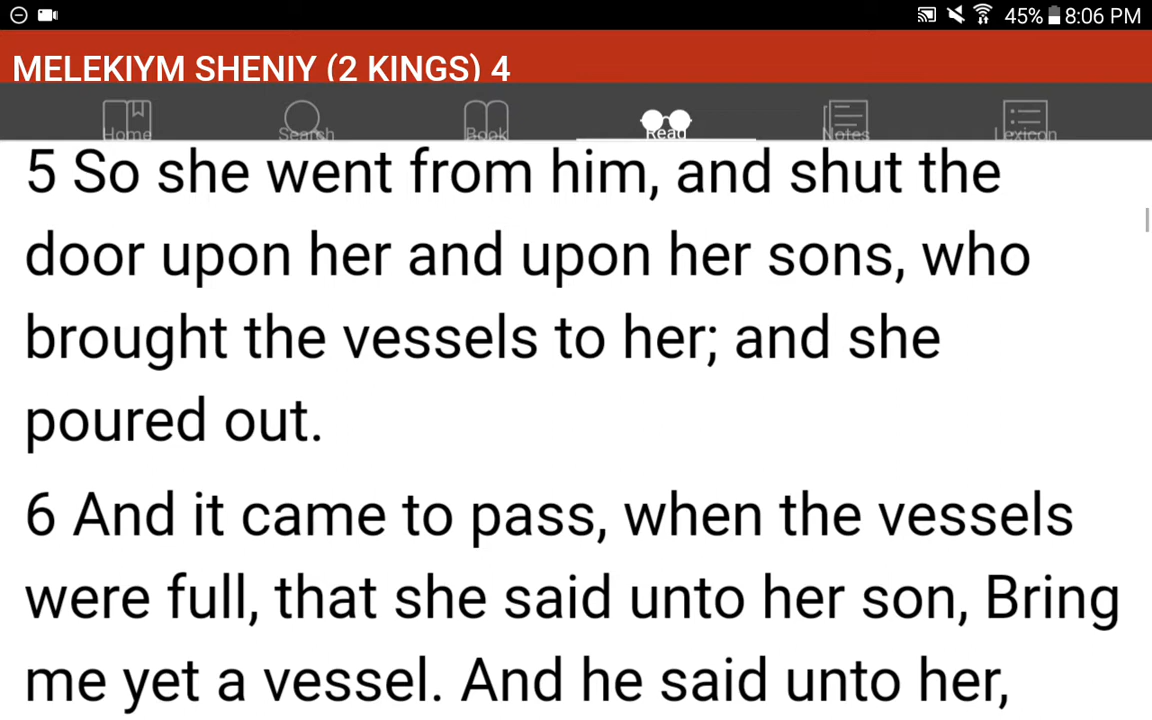 45% 8:06 PM
MELEKIYM SHENIY (2 KINGS) 4
Home Search Book Read Notes Lexicon
5 So she went from him, and shut the
door upon her and upon her sons, who
brought the vessels to her; and she
poured out.
6 And it came to pass, when the vessels
were full, that she said unto her son, Bring
me yet a vessel. And he said unto her,